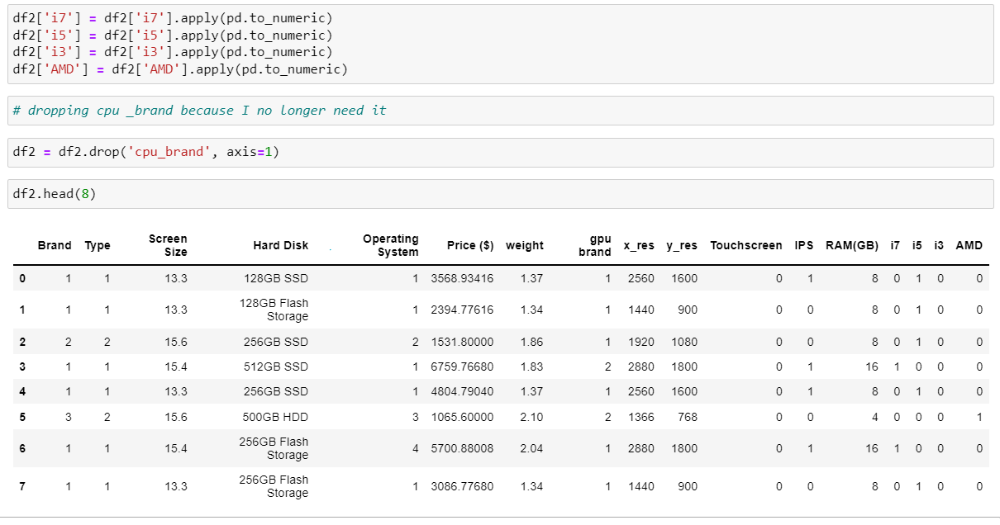 df2['i7'] = df2['i7'].apply(pd.to_numeric)
df2['i5'] = df2['i5'].apply(pd.to_numeric)
df2['i3'] = df2['i3'].apply(pd.to_numeric)
df2['AMD'] = df2['AMD'].apply(pd.to_numeric)
# dropping cpu _brand because I no longer need it
df2 = df2.drop('cpu_brand', axis=1)
df2.head(8)
Brand Type Screen Size Hard Disk Operating System Price ($) weight gpu brand x_res y_res Touchscreen IPS RAM(GB) i7 i5 i3 AMD
0 1 1 13.3 128GB SSD 1 3568.93416 1.37 1 2560 1600 0 1 8 0 1 0 0
1 1 1 13.3 128GB Flash Storage 1 2394.77616 1.34 1 1440 900 0 0 8 0 1 0 0
2 2 2 15.6 256GB SSD 2 1531.80000 1.86 1 1920 1080 0 0 8 0 1 0 0
3 1 1 15.4 512GB SSD 1 6759.76680 1.83 2 2880 1800 0 1 16 1 0 0 0
4 1 1 13.3 256GB SSD 1 4804.79040 1.37 1 2560 1600 0 1 8 0 1 0 0
5 3 2 15.6 500GB HDD 3 1065.60000 2.10 2 1366 768 0 0 4 0 0 0 1
6 1 1 15.4 256GB Flash Storage 4 5700.88008 2.04 1 2880 1800 0 1 16 1 0 0 0
7 1 1 13.3 256GB Flash Storage 1 3086.77680 1.34 1 1440 900 0 0 8 0 1 0 0